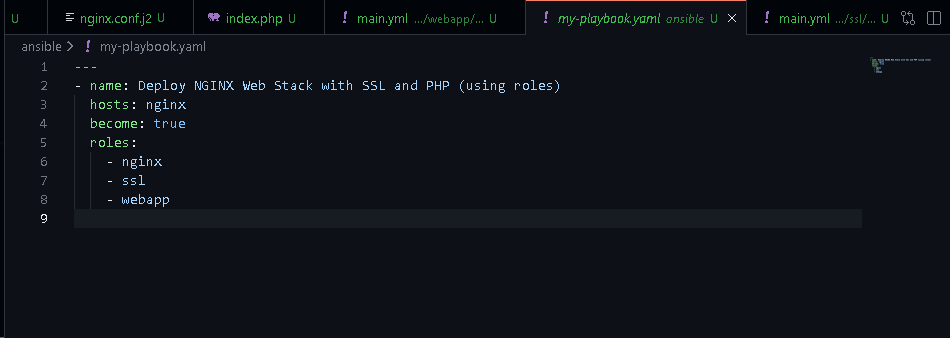 U nginx.conf.j2 U index.php U ! main.yml .../webapp/... U ! my-playbook.yaml ansible U ! main.yml .../ssl/... U
ansible > ! my-playbook.yaml
1 ---
2 - name: Deploy NGINX Web Stack with SSL and PHP (using roles)
3 hosts: nginx
4 become: true
5 roles:
6 - nginx
7 - ssl
8 - webapp
9